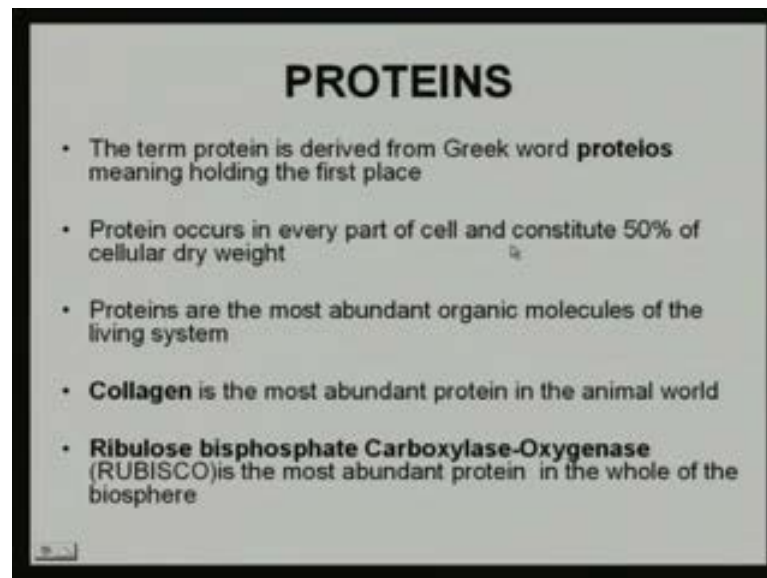 PROTEINS
• The term protein is derived from Greek word proteios
meaning holding the first place
• Protein occurs in every part of cell and constitute 50% of
cellular dry weight
• Proteins are the most abundant organic molecules of the
living system
• Collagen is the most abundant protein in the animal world
• Ribulose bisphosphate Carboxylase-Oxygenase
(RUBISCO)is the most abundant protein in the whole of the
biosphere